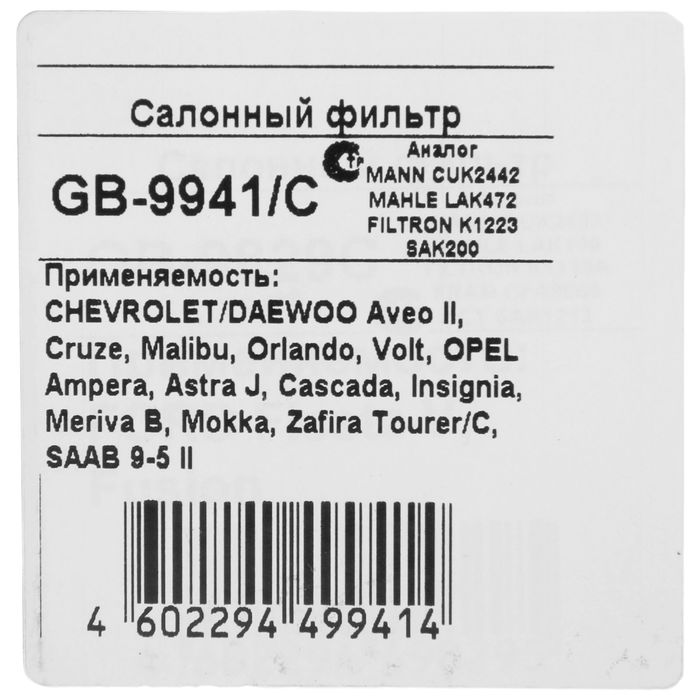 Салонный фильтр
GB-9941/C
Аналог
MANN CUK2442
MAHLE LAK472
FILTRON K1223
SAK200
Применяемость:
CHEVROLET/DAEWOO Aveo II,
Cruze, Malibu, Orlando, Volt, OPEL
Ampera, Astra J, Cascada, Insignia,
Meriva B, Mokka, Zafira Tourer/C,
SAAB 9-5 II
4 602294 499414